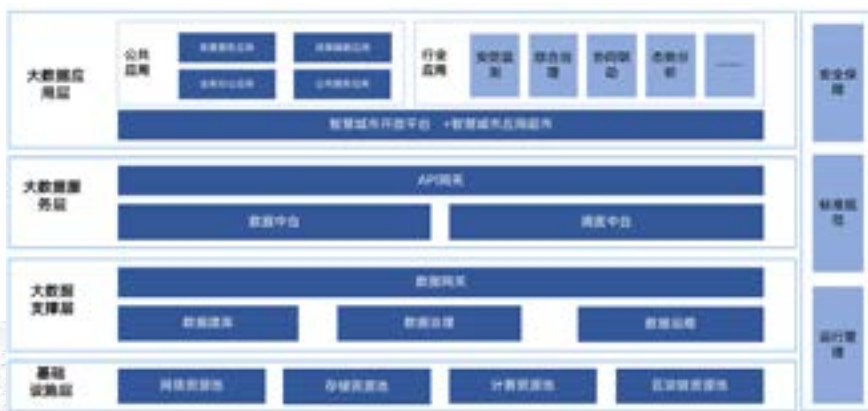 大数据应
用层
公共
应用
行业
应用
安防监
测
综合治
理
协同联
动
态势分
析
......
智慧城市开放平台 +智慧城市应用超市
大数据服
务层
API网关
数据中台
调度中台
大数据
支撑层
数据网关
数据建库
数据治理
数据运维
基础
设施层
网络资源池
存储资源池
计算资源池
区块链资源池
安全保
障
标准规
范
运行管
理